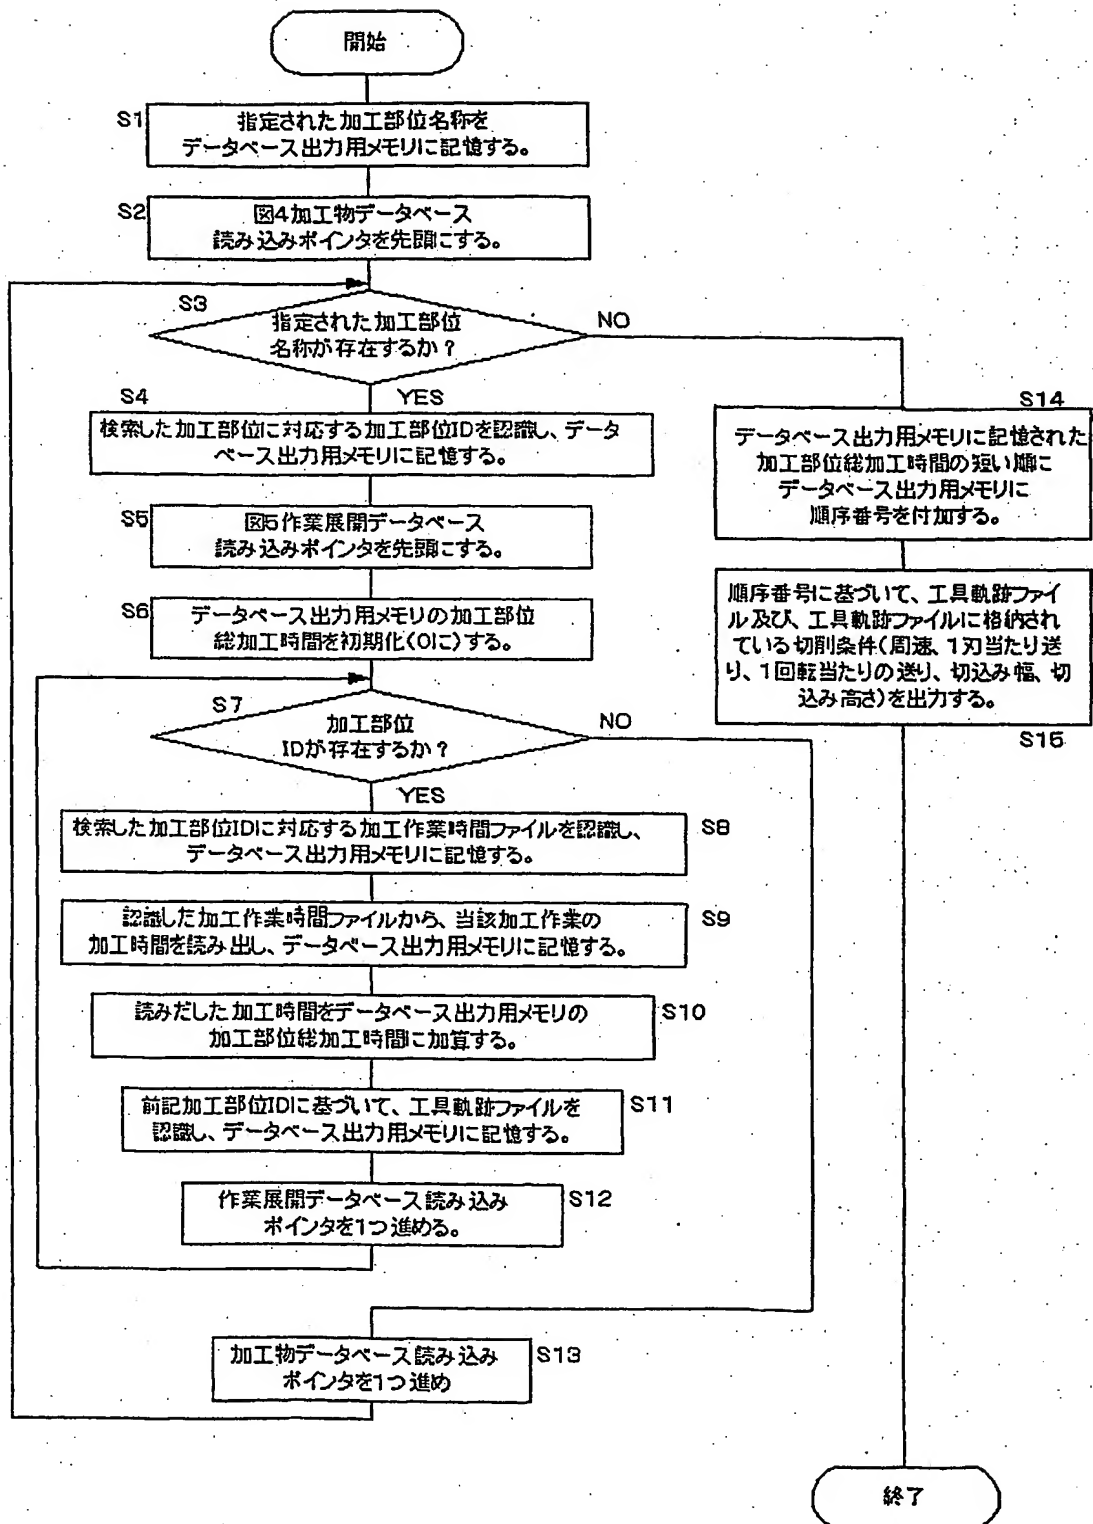 開始
S1
指定された加工部位名称を
データベース出力用メモリに記憶する。
S2
図4加工物データベース
読み込みポインタを先頭にする。
S3
指定された加工部位
名称が存在するか?
NO
YES
S4
検索した加工部位に対応する加工部位IDを認識し、データ
ベース出力用メモリに記憶する。
S5
図5作業展開データベース
読み込みポインタを先頭にする。
S6
データベース出力用メモリの加工部位
総加工時間を初期化(0に)する。
S7
加工部位
IDが存在するか?
NO
YES
検索した加工部位IDに対応する加工作業時間ファイルを認識し、
データベース出力用メモリに記憶する。
S8
認識した加工作業時間ファイルから、当該加工作業の
加工時間を読み出し、データベース出力用メモリに記憶する。
S9
読みだした加工時間をデータベース出力用メモリの
加工部位総加工時間に加算する。
S10
前記加工部位IDに基づいて、工具軌跡ファイルを
認識し、データベース出力用メモリに記憶する。
S11
作業展開データベース読み込み
ポインタを1つ進める。
S12
加工物データベース読み込み
ポインタを1つ進め
S13
S14
データベース出力用メモリに記憶された
加工部位総加工時間の短い順に
データベース出力用メモリに
順序番号を付加する。
順序番号に基づいて、工具軌跡ファイ
ル及び、工具軌跡ファイルに格納され
ている切削条件(周速、1刃当たり送
り、1回転当たりの送り、切込み幅、切
込み高さ)を出力する。
S15
終了